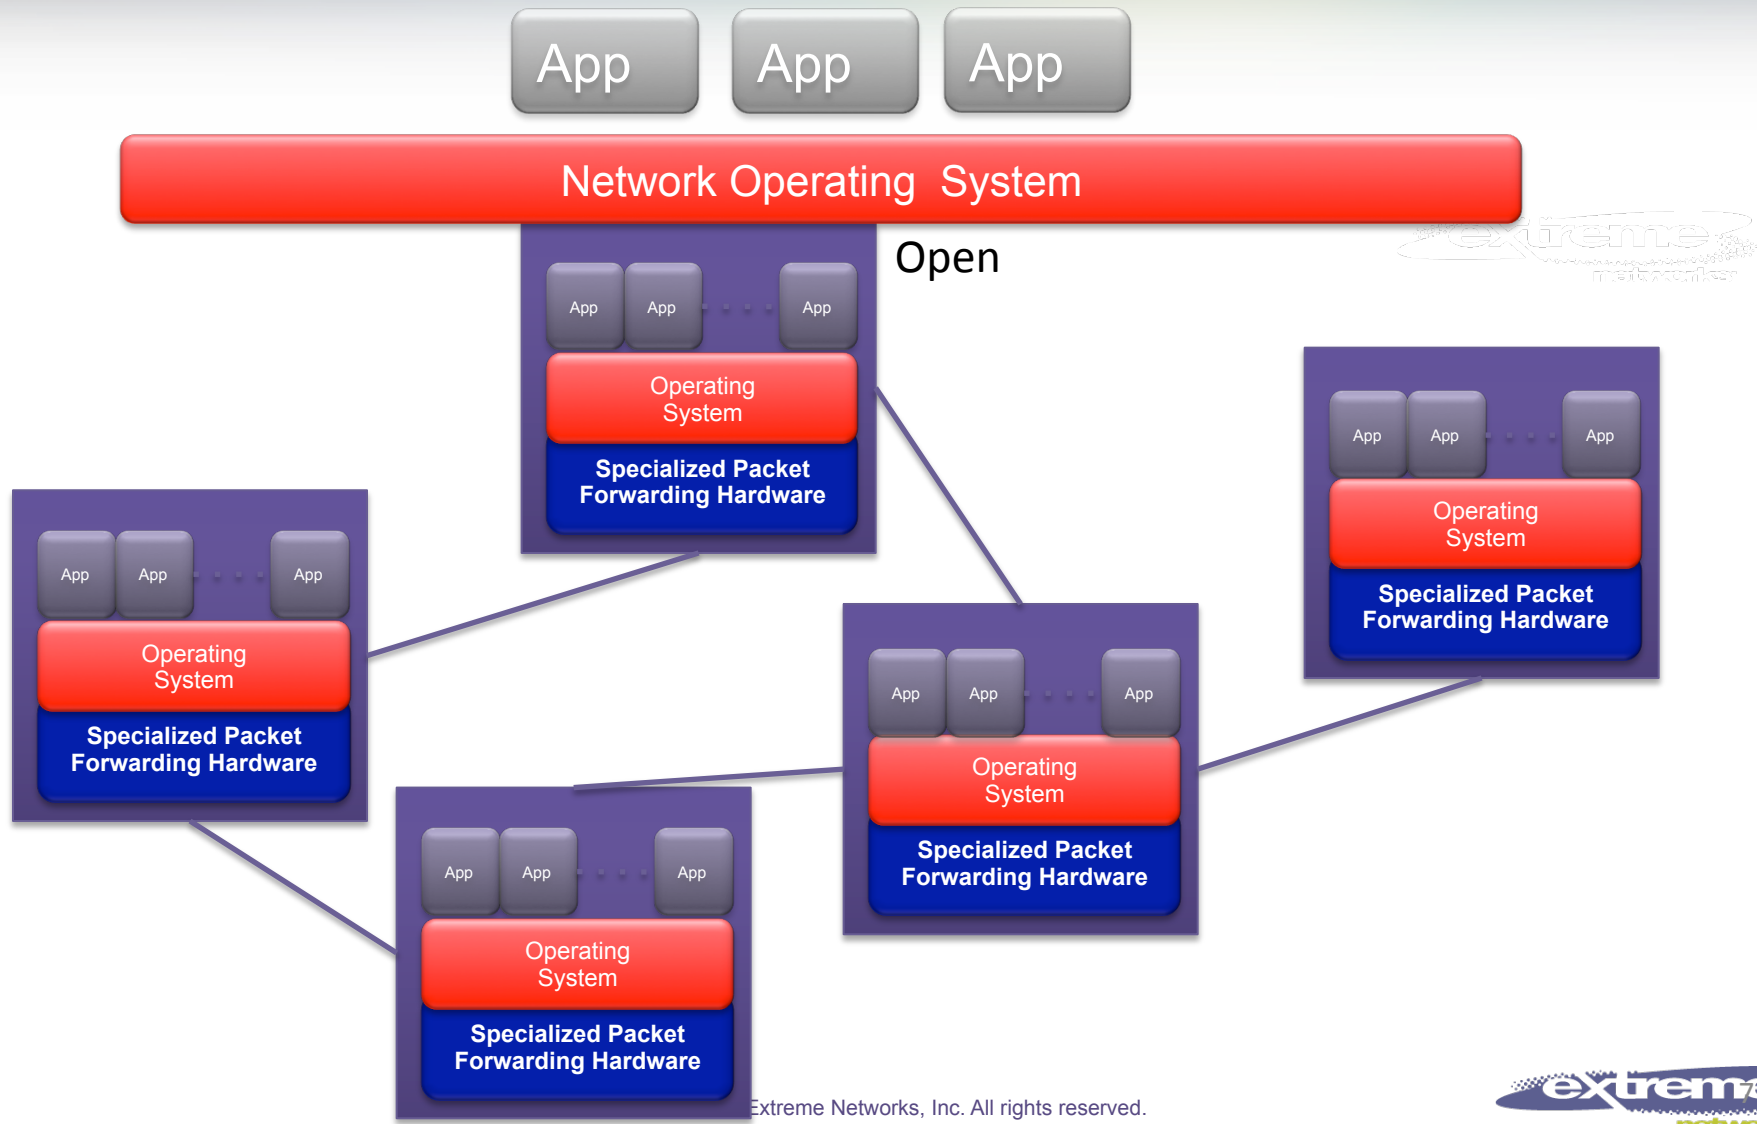 App App App
Network Operating System
Open
extreme
networks
App App App
Operating
System
Specialized Packet
Forwarding Hardware
App App App
Operating
System
Specialized Packet
Forwarding Hardware
App App App
Operating
System
Specialized Packet
Forwarding Hardware
App App App
Operating
System
Specialized Packet
Forwarding Hardware
App App App
Operating
System
Specialized Packet
Forwarding Hardware
Extreme Networks, Inc. All rights reserved.